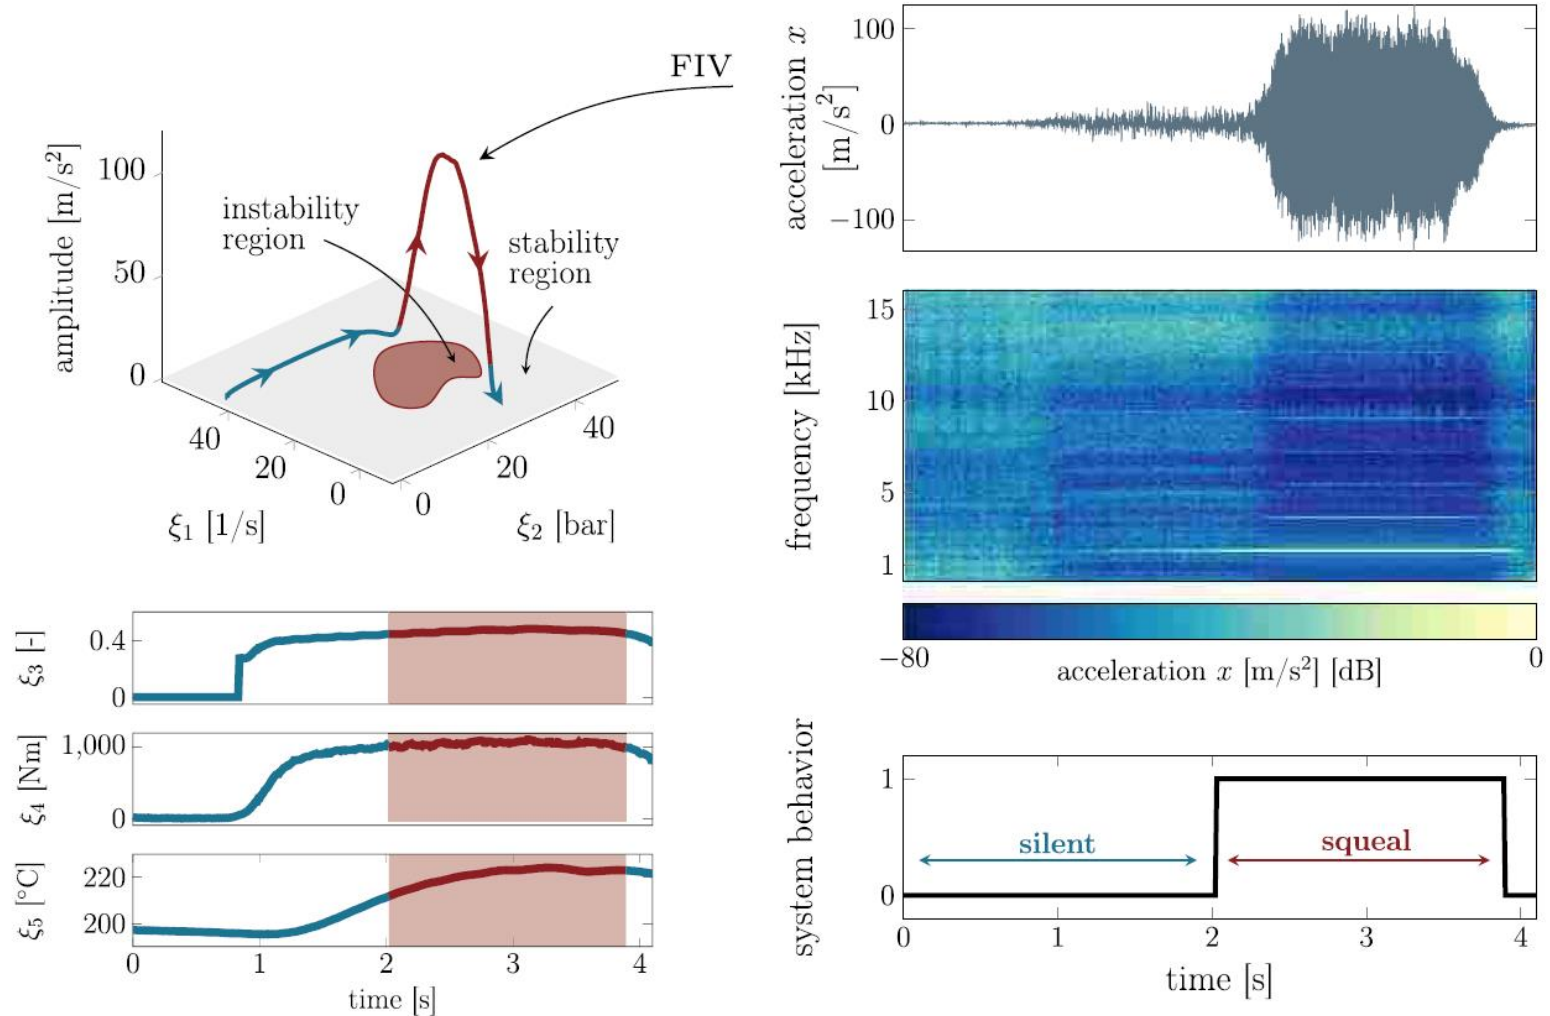 FIV
amplitude [m/s²]
100
50
0
instability
region
stability
region
40
20
0
ξ₁ [1/s]
0
20
40
ξ₂ [bar]
acceleration x
[m/s²]
100
0
−100
frequency [kHz]
15
10
5
1
−80
0
acceleration x [m/s²] [dB]
ξ₃ [-]
0.4
0
ξ₄ [Nm]
1,000
0
ξ₅ [°C]
220
200
0 1 2 3 4
time [s]
system behavior
1
0
silent
squeal
0 1 2 3 4
time [s]